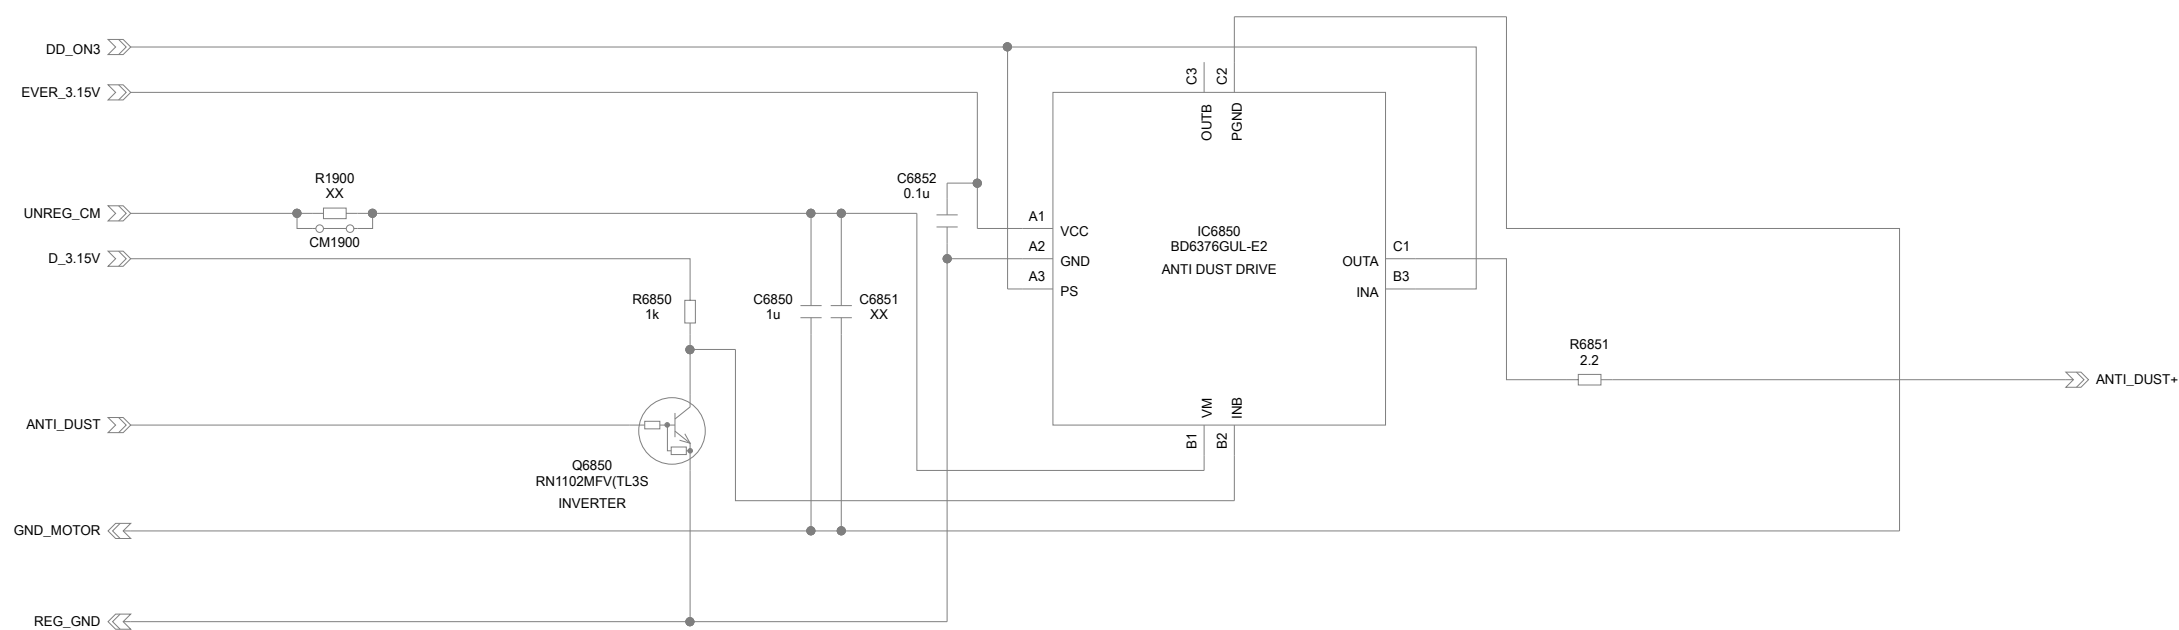 DD_ON3
EVER_3.15V
UNREG_CM
D_3.15V
ANTI_DUST
GND_MOTOR
REG_GND
R1900
XX
CM1900
R6850
1k
Q6850
RN1102MFV(TL3S
INVERTER
C6850
1u
C6851
XX
C6852
0.1u
C3
C2
OUTB
PGND
A1
VCC
A2
GND
A3
PS
IC6850
BD6376GUL-E2
ANTI DUST DRIVE
C1
OUTA
B3
INA
VM
INB
B1
B2
R6851
2.2
ANTI_DUST+